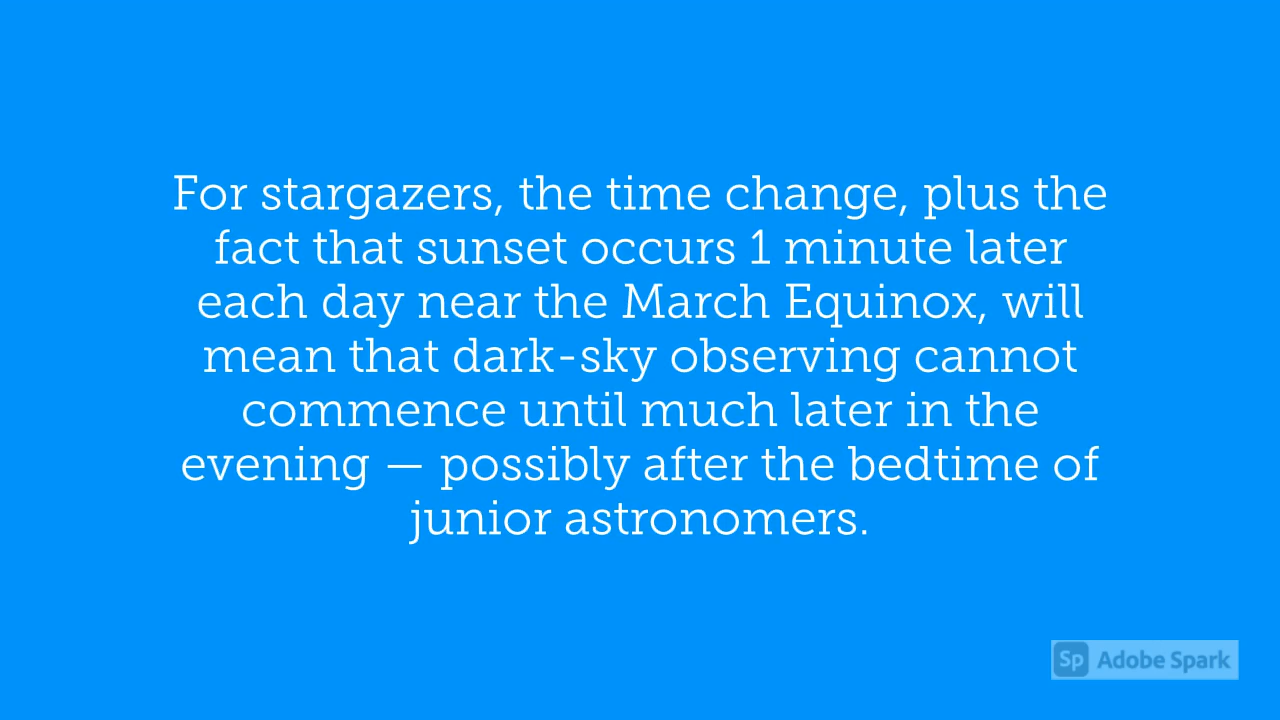 For stargazers, the time change, plus the
fact that sunset occurs 1 minute later
each day near the March Equinox, will
mean that dark-sky observing cannot
commence until much later in the
evening — possibly after the bedtime of
junior astronomers.
Sp Adobe Spark